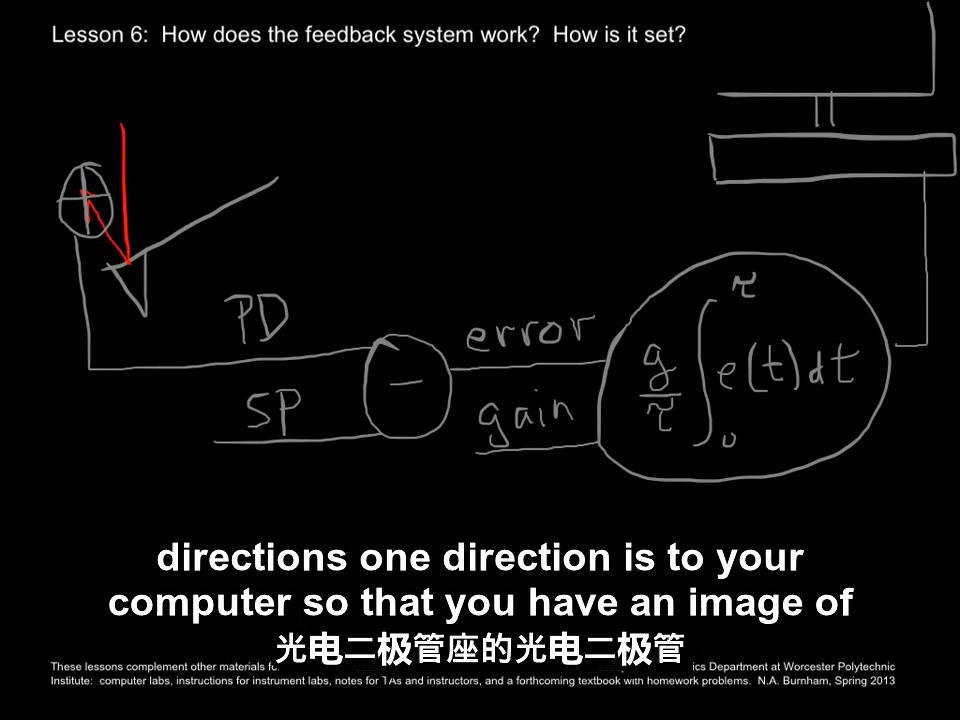 Lesson 6: How does the feedback system work? How is it set?
PD
SP
−
error
gain
g/τ ∫₀^τ e(t)dt
directions one direction is to your
computer so that you have an image of
光电二极管座的光电二极管
These lessons complement other materials for ics Department at Worcester Polytechnic
Institute: computer labs, instructions for instrument labs, notes for TAs and instructors, and a forthcoming textbook with homework problems. N.A. Burnham, Spring 2013